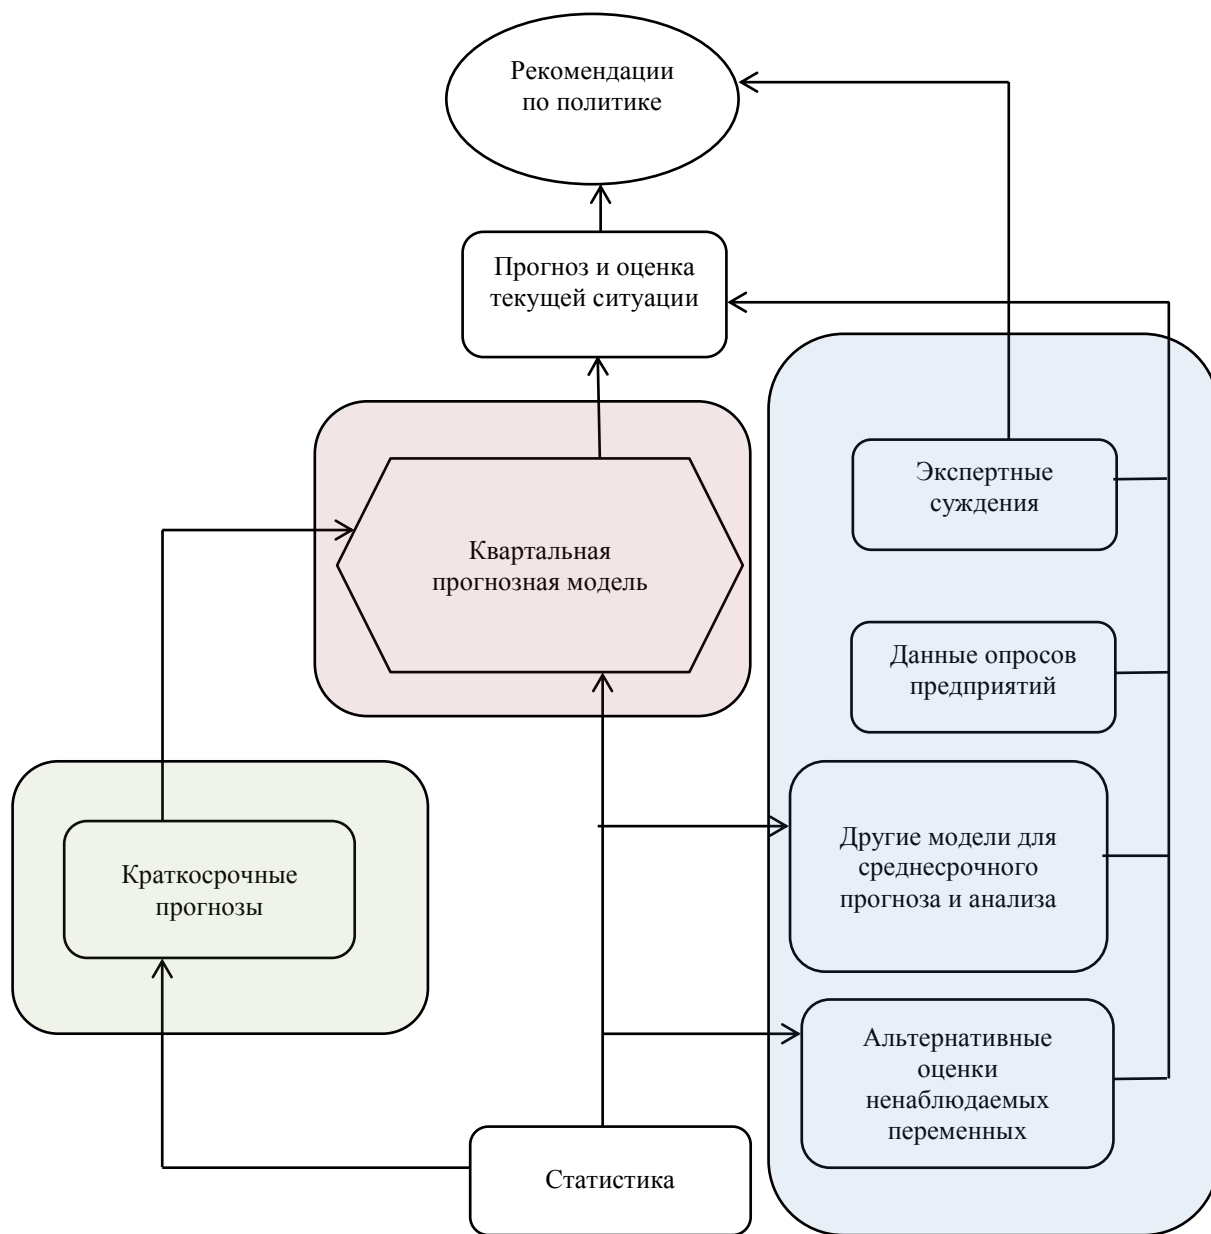 Рекомендации
по политике
Прогноз и оценка
текущей ситуации
Экспертные
суждения
Квартальная
прогнозная модель
Данные опросов
предприятий
Другие модели для
среднесрочного
прогноза и анализа
Краткосрочные
прогнозы
Альтернативные
оценки
ненаблюдаемых
переменных
Статистика